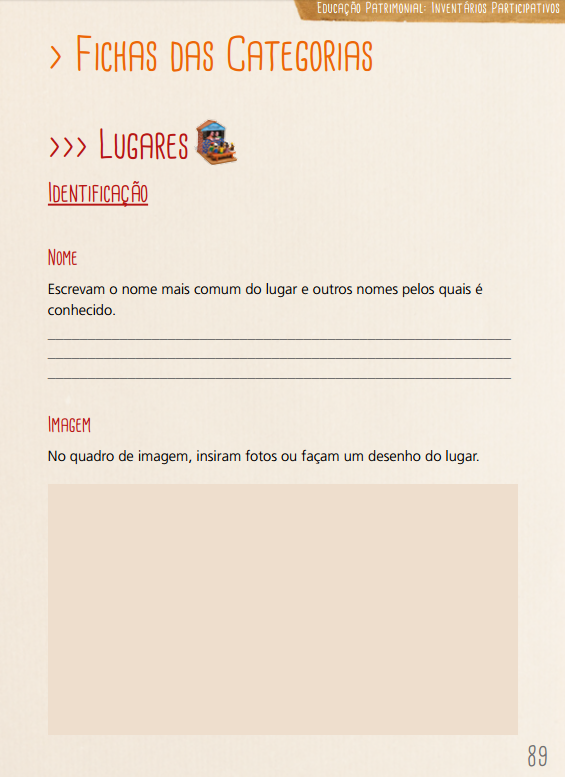 Educação Patrimonial: Inventários Participativos
> Fichas das Categorias
>>> Lugares
Identificação
Nome
Escrevam o nome mais comum do lugar e outros nomes pelos quais é
conhecido.
Imagem
No quadro de imagem, insiram fotos ou façam um desenho do lugar.
89